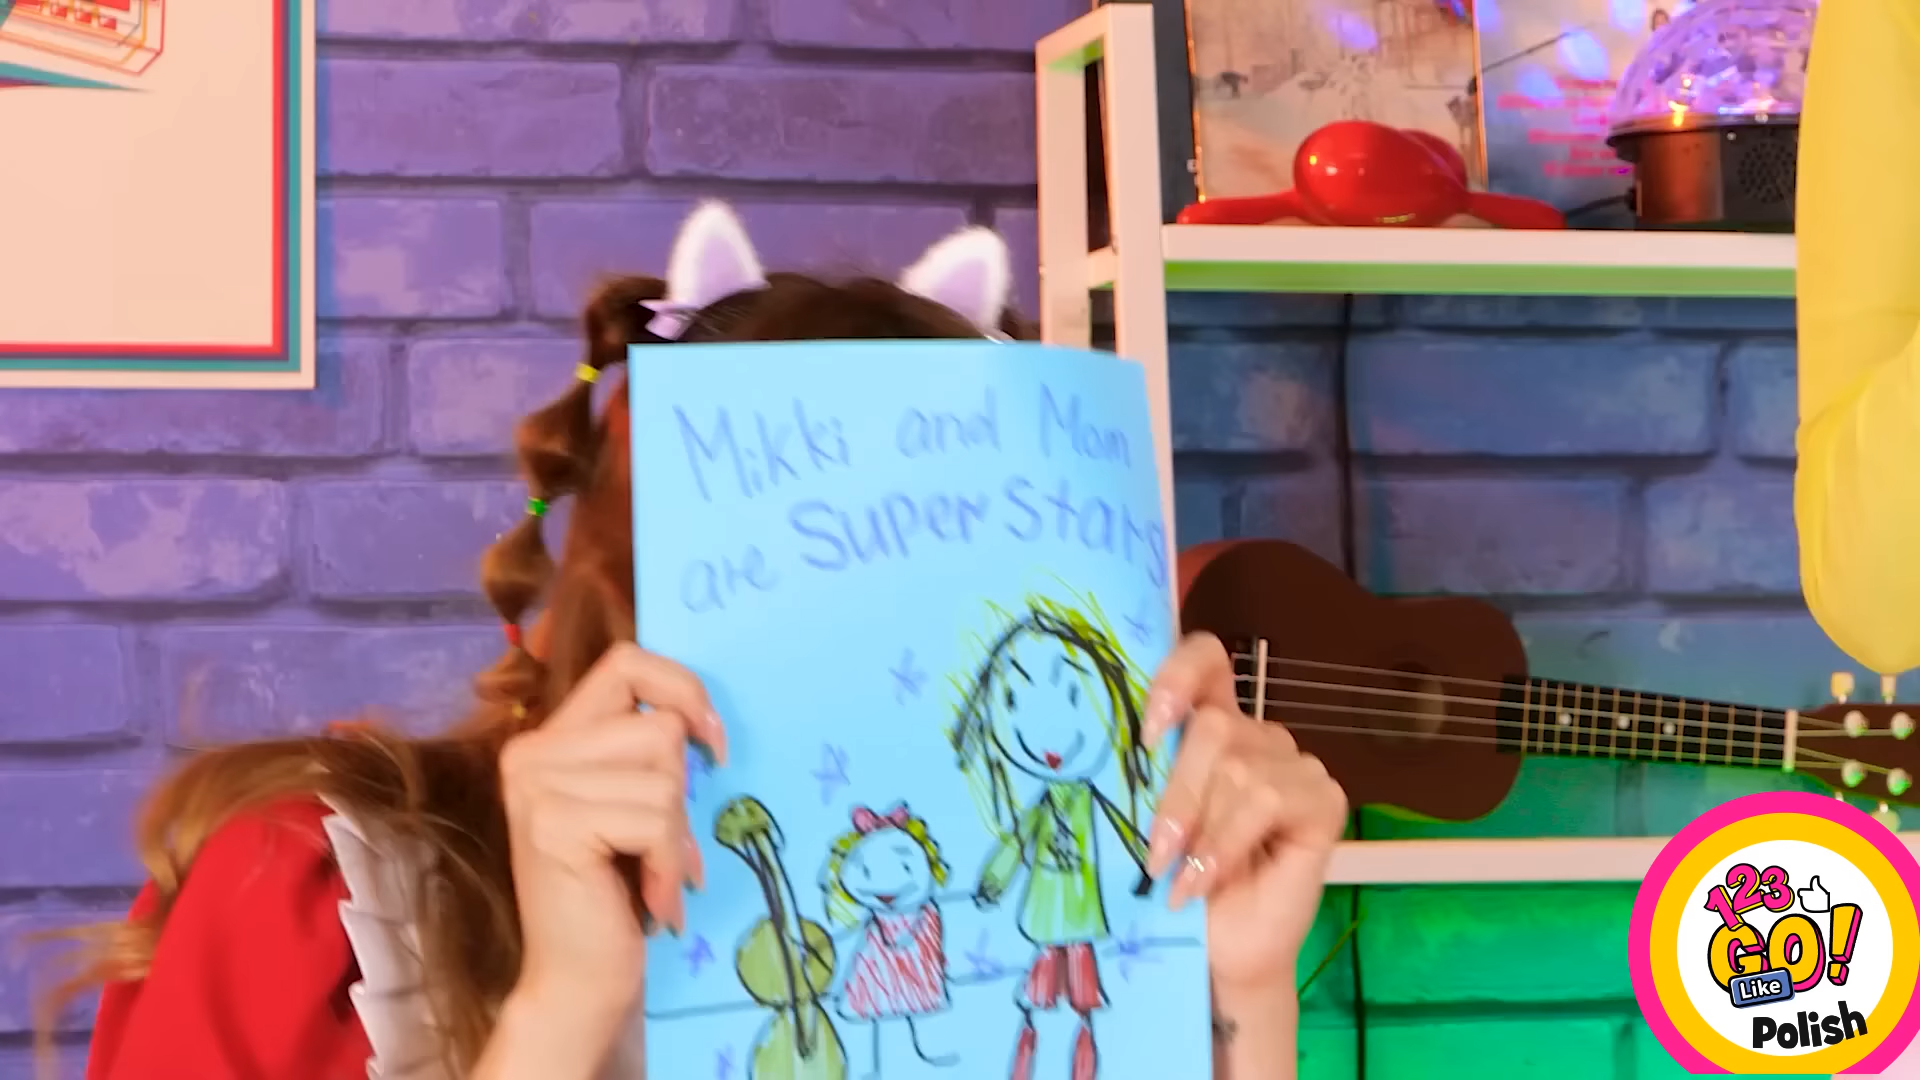 Mikki and Mom
are Super Stars
123
GO!
Like
Polish